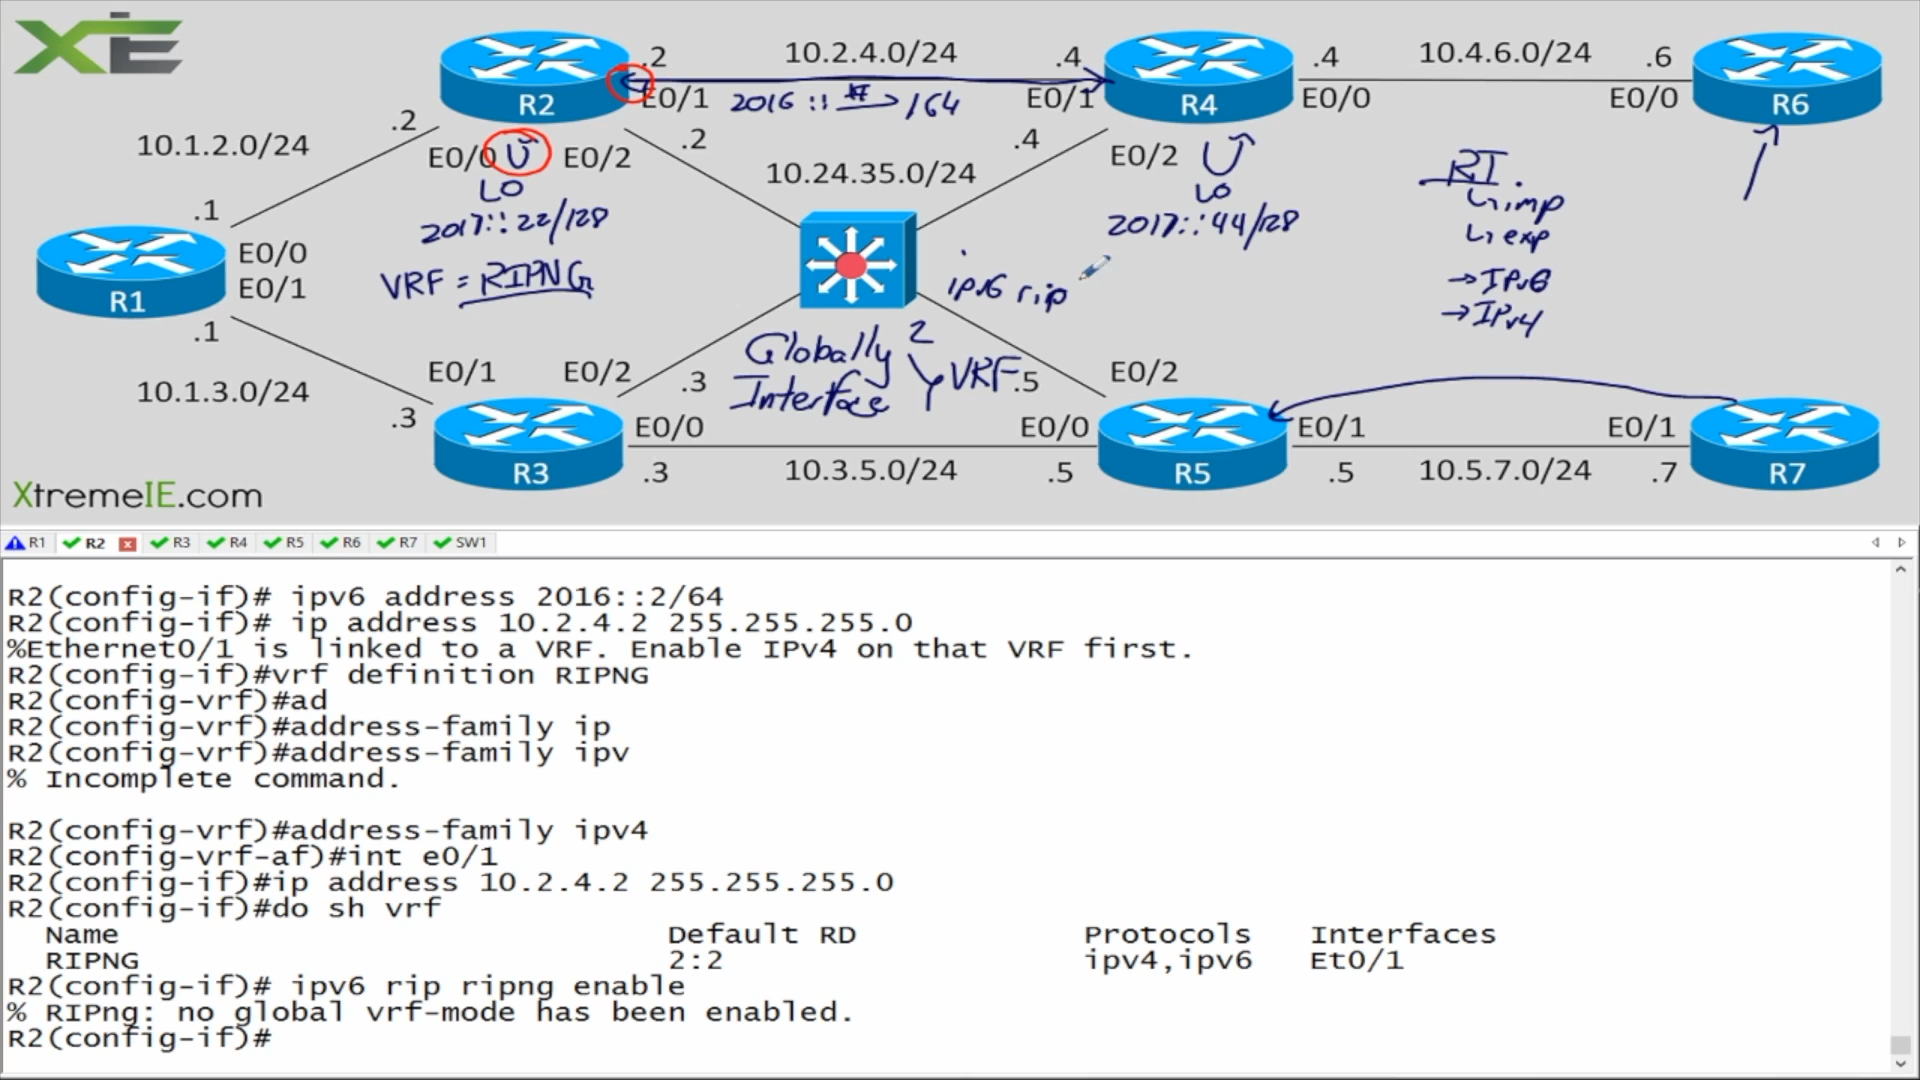 XIE
.2 10.2.4.0/24 .4
.4 10.4.6.0/24 .6
E0/1 2016 :: # /64 E0/1
E0/0 E0/0
R2 R4 R6
.2
10.1.2.0/24
E0/0 E0/2
.2
.4
10.24.35.0/24
E0/2
LO
2017::22/128
LO
2017::44/128
RT.
imp
exp
→IPv6
→IPv4
VRF = RIPNG
ipv6 rip
.1
E0/0
R1 E0/1
.1
10.1.3.0/24
Globally 2
Interface VRF
E0/1 E0/2
.3
.5
E0/2
.3
E0/0 E0/0
E0/1 E0/1
R3 R5 R7
.3 10.3.5.0/24 .5
.5 10.5.7.0/24 .7
XtremeIE.com
R1 R2 x R3 R4 R5 R6 R7 SW1
R2(config-if)# ipv6 address 2016::2/64
R2(config-if)# ip address 10.2.4.2 255.255.255.0
%Ethernet0/1 is linked to a VRF. Enable IPv4 on that VRF first.
R2(config-if)#vrf definition RIPNG
R2(config-vrf)#ad
R2(config-vrf)#address-family ip
R2(config-vrf)#address-family ipv
% Incomplete command.
R2(config-vrf)#address-family ipv4
R2(config-vrf-af)#int e0/1
R2(config-if)#ip address 10.2.4.2 255.255.255.0
R2(config-if)#do sh vrf
Name Default RD Protocols Interfaces
RIPNG 2:2 ipv4,ipv6 Et0/1
R2(config-if)# ipv6 rip ripng enable
% RIPng: no global vrf-mode has been enabled.
R2(config-if)#